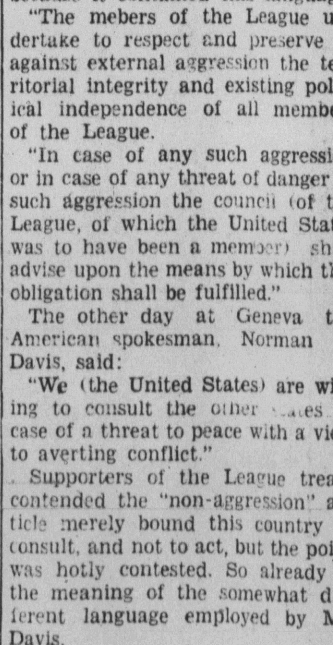 "The mebers of the League u
dertake to respect and preserve
against external aggression the te
ritorial integrity and existing pol
ical independence of all membe
of the League.
"In case of any such aggressi
or in case of any threat of danger
such aggression the council (of t
League, of which the United Stat
was to have been a member) sh
advise upon the means by which th
obligation shall be fulfilled."
The other day at Geneva t
American spokesman, Norman
Davis, said:
"We (the United States) are wi
ing to consult the other
case of a threat to peace with a vie
to averting conflict."
Supporters of the League trea
contended the "non-aggression" a
ticle merely bound this country
consult, and not to act, but the poi
was hotly contested. So already
the meaning of the somewhat d
ferent language employed by M
Davis.